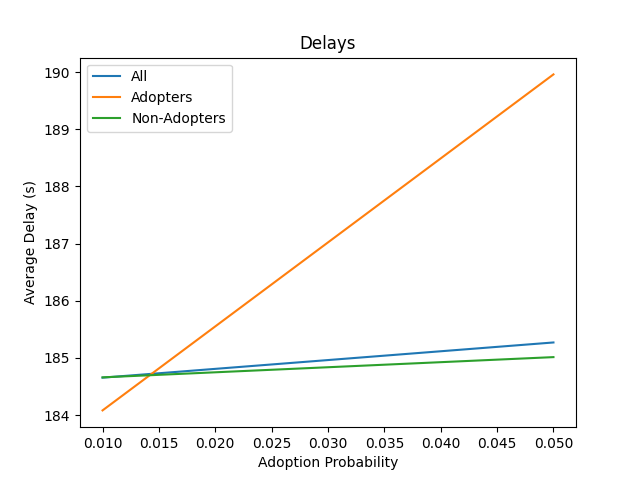 Delays
All
Adopters
Non-Adopters
190
189
188
187
186
185
184
Average Delay (s)
0.010 0.015 0.020 0.025 0.030 0.035 0.040 0.045 0.050
Adoption Probability